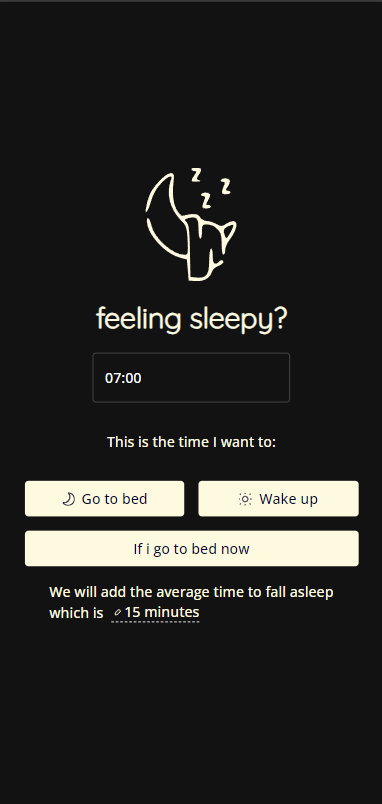 z z
z
feeling sleepy?
07:00
This is the time I want to:
Go to bed Wake up
If i go to bed now
We will add the average time to fall asleep
which is 15 minutes